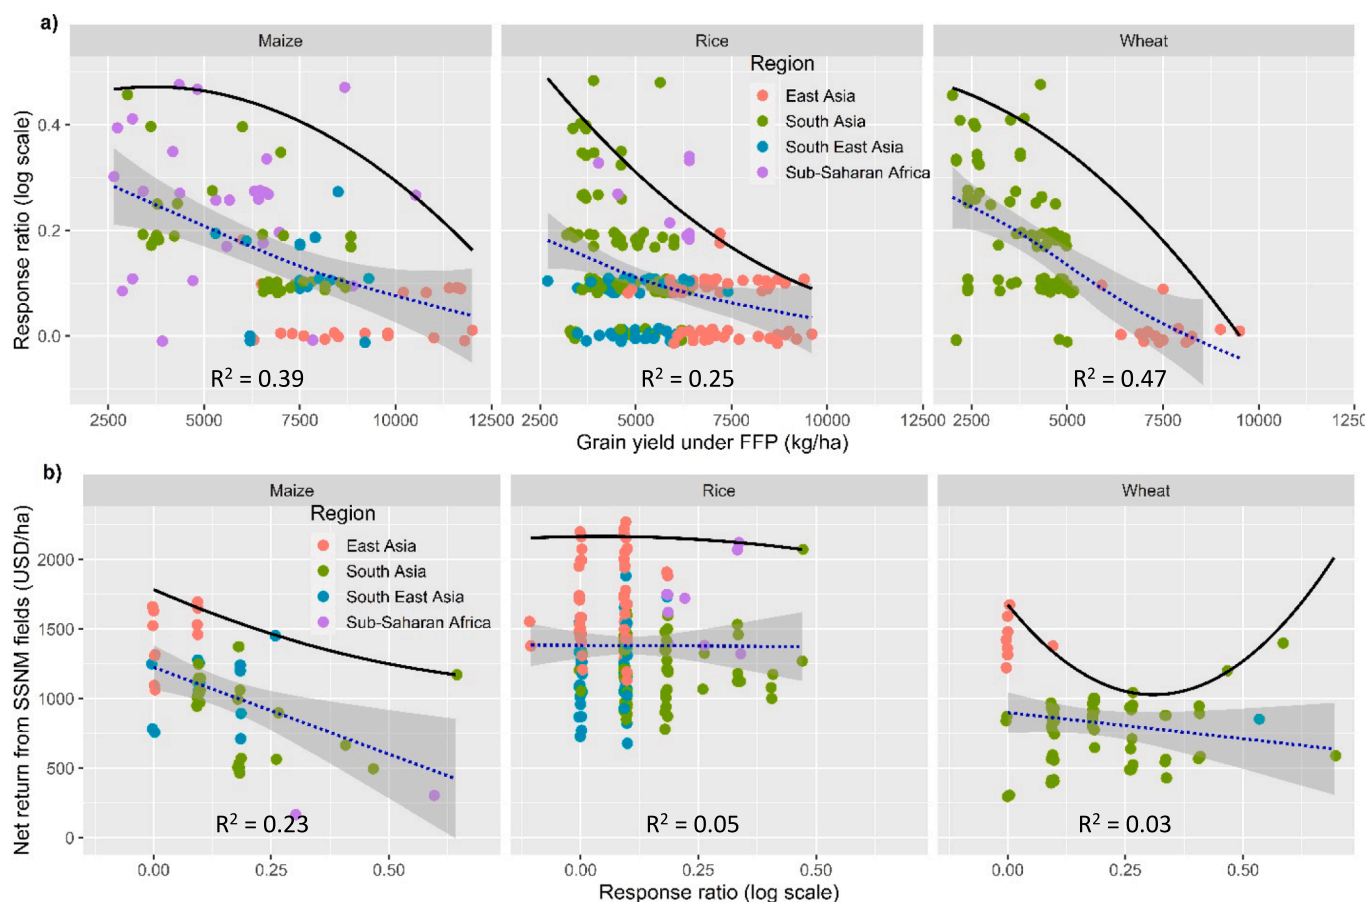 a)
Maize
Rice
Wheat
Response ratio (log scale)
0.4
0.2
0.0
Region
East Asia
South Asia
South East Asia
Sub-Saharan Africa
R² = 0.39
R² = 0.25
R² = 0.47
2500
5000
7500
10000
12500
2500
5000
7500
10000
12500
2500
5000
7500
10000
1250
Grain yield under FFP (kg/ha)
b)
Maize
Rice
Wheat
Net return from SSNM fields (USD/ha)
2000
1500
1000
500
0
Region
East Asia
South Asia
South East Asia
Sub-Saharan Africa
R² = 0.23
R² = 0.05
R² = 0.03
0.00
0.25
0.50
0.00
0.25
0.50
0.00
0.25
0.50
Response ratio (log scale)